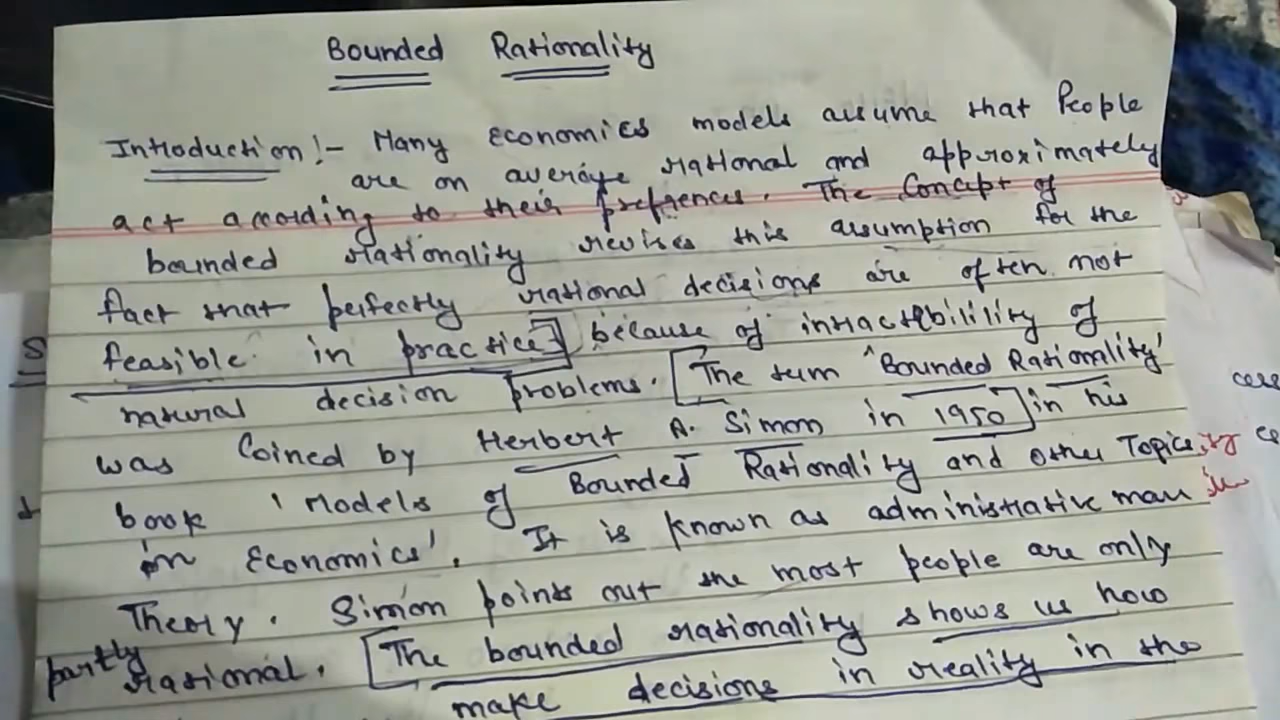 Bounded Rationality
Introduction :- Many economics models assume that People
are on average rational and approximately
act according to their preferences. The Concept of
bounded rationality revises this assumption for the
fact that perfectly rational decisions are often not
feasible in practice] because of intractibility of
natural decision problems. [The term 'Bounded Rationality'
was coined by Herbert A. Simon in 1950] in his
book 'Models of Bounded Rationality and other Topics
in Economics'. It is known as administrative man
Theory. Simon points out the most people are only
partly rational. [The bounded rationality shows us how
make decisions in reality in the